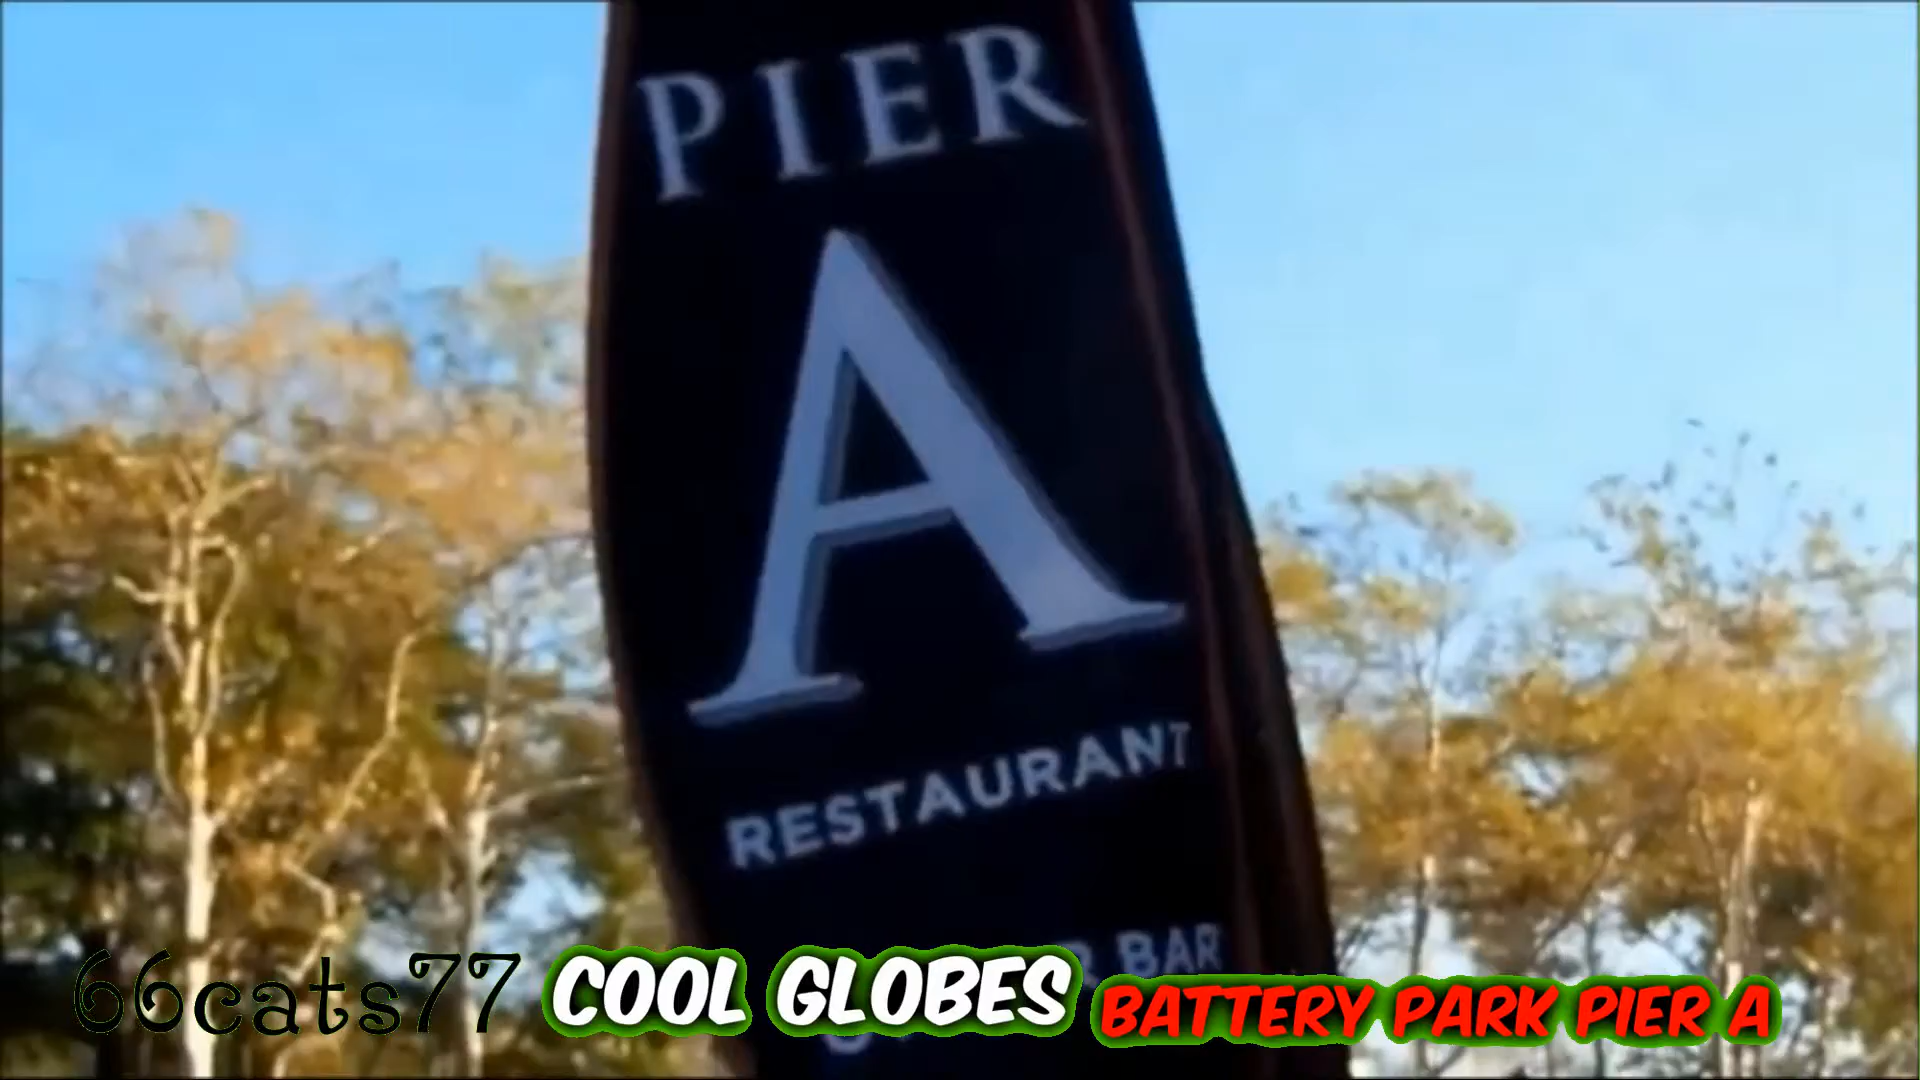 PIER
A
RESTAURANT
BAR
66cats77 COOL GLOBES BATTERY PARK PIER A